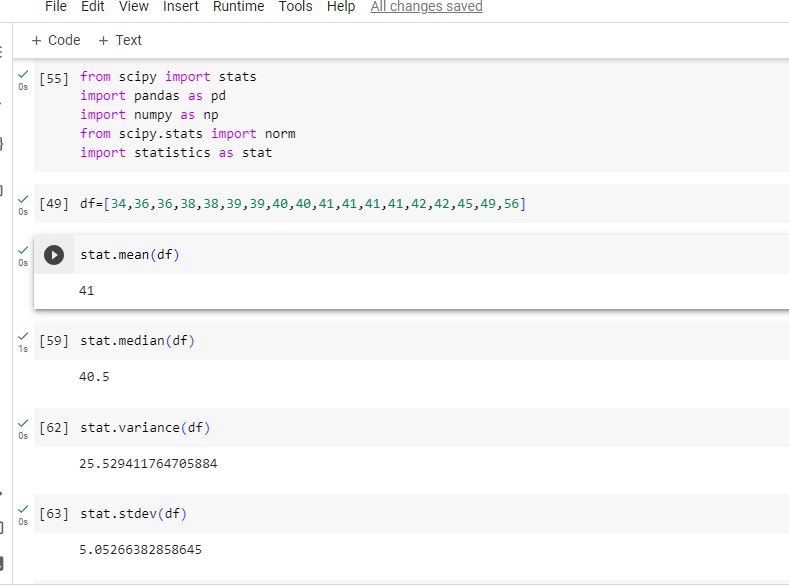 File Edit View Insert Runtime Tools Help All changes saved
+ Code + Text
0s [55] from scipy import stats
import pandas as pd
import numpy as np
from scipy.stats import norm
import statistics as stat
0s [49] df=[34,36,36,38,38,39,39,40,40,41,41,41,41,42,42,45,49,56]
0s stat.mean(df)
41
1s [59] stat.median(df)
40.5
0s [62] stat.variance(df)
25.529411764705884
0s [63] stat.stdev(df)
5.05266382858645